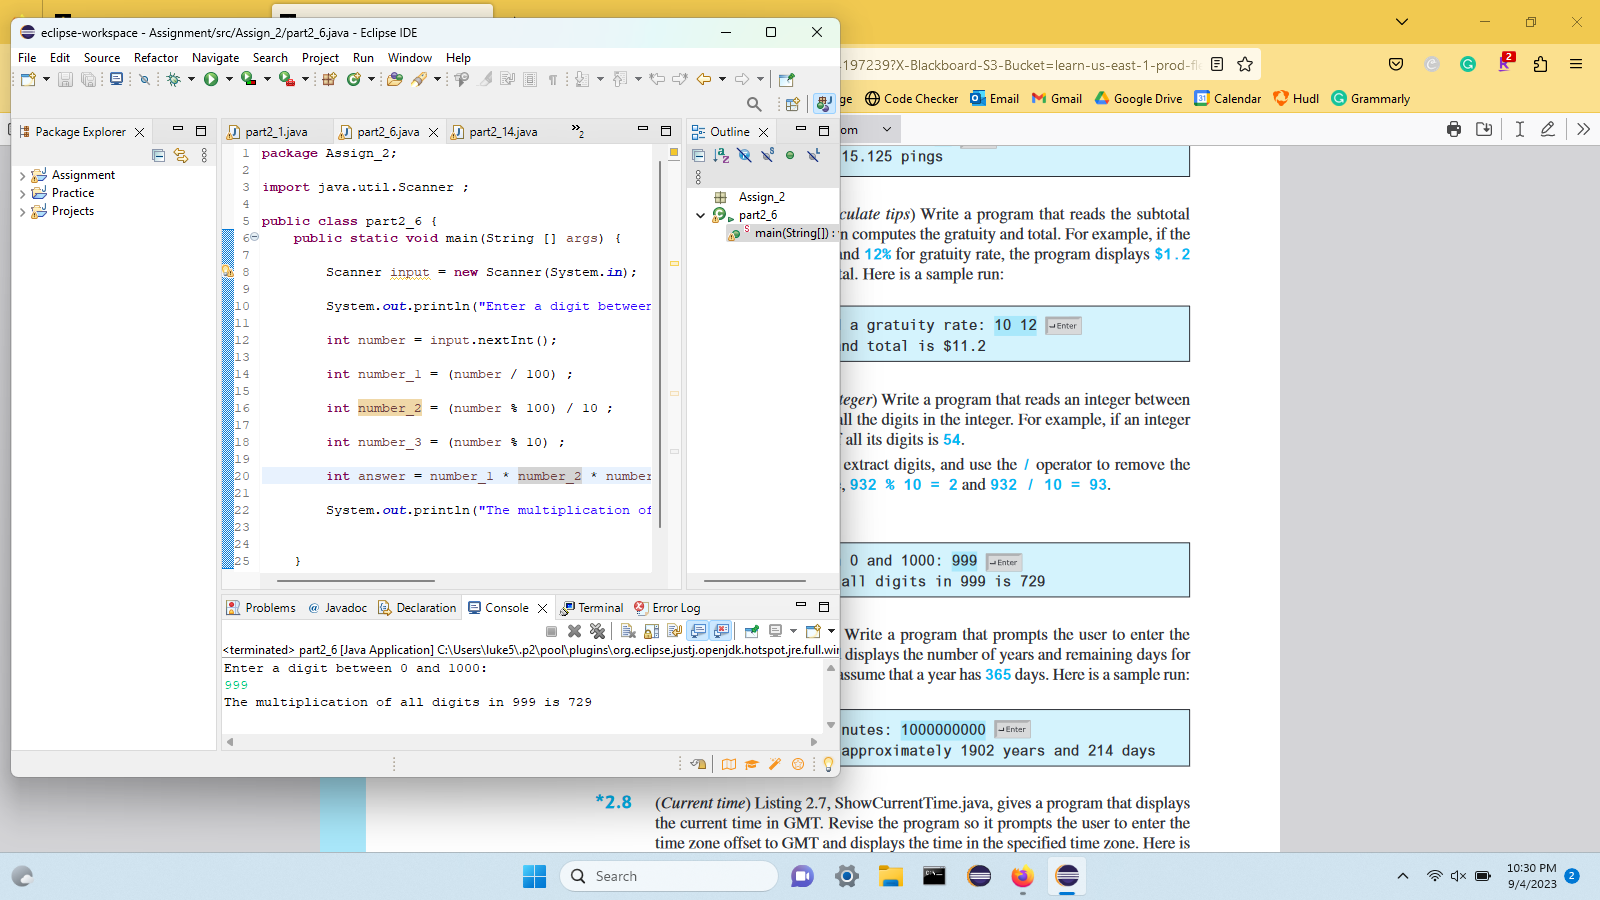 eclipse-workspace - Assignment/src/Assign_2/part2_6.java - Eclipse IDE
File Edit Source Refactor Navigate Search Project Run Window Help
197239?X-Blackboard-S3-Bucket=learn-us-east-1-prod-fl
2
ge Code Checker Email Gmail Google Drive 31 Calendar Hudl Grammarly
om
Package Explorer
Assignment
Practice
Projects
part2_1.java part2_6.java part2_14.java »2
1 package Assign_2;
2
3 import java.util.Scanner ;
4
5 public class part2_6 {
6 public static void main(String [] args) {
7
8 Scanner input = new Scanner(System.in);
9
10 System.out.println("Enter a digit between
11
12 int number = input.nextInt();
13
14 int number_1 = (number / 100) ;
15
16 int number_2 = (number % 100) / 10 ;
17
18 int number_3 = (number % 10) ;
19
20 int answer = number_1 * number_2 * number
21
22 System.out.println("The multiplication of
23
24
25 }
Outline
Assign_2
part2_6
main(String[]) :
Problems @ Javadoc Declaration Console Terminal Error Log
<terminated> part2_6 [Java Application] C:\Users\luke5\.p2\pool\plugins\org.eclipse.justj.openjdk.hotspot.jre.full.wir
Enter a digit between 0 and 1000:
999
The multiplication of all digits in 999 is 729
15.125 pings
culate tips) Write a program that reads the subtotal
n computes the gratuity and total. For example, if the
and 12% for gratuity rate, the program displays $1.2
tal. Here is a sample run:
a gratuity rate: 10 12 Enter
nd total is $11.2
teger) Write a program that reads an integer between
all the digits in the integer. For example, if an integer
all its digits is 54.
extract digits, and use the / operator to remove the
, 932 % 10 = 2 and 932 / 10 = 93.
0 and 1000: 999 Enter
all digits in 999 is 729
Write a program that prompts the user to enter the
displays the number of years and remaining days for
assume that a year has 365 days. Here is a sample run:
nutes: 1000000000 Enter
approximately 1902 years and 214 days
*2.8 (Current time) Listing 2.7, ShowCurrentTime.java, gives a program that displays
the current time in GMT. Revise the program so it prompts the user to enter the
time zone offset to GMT and displays the time in the specified time zone. Here is
Search
10:30 PM
9/4/2023
2